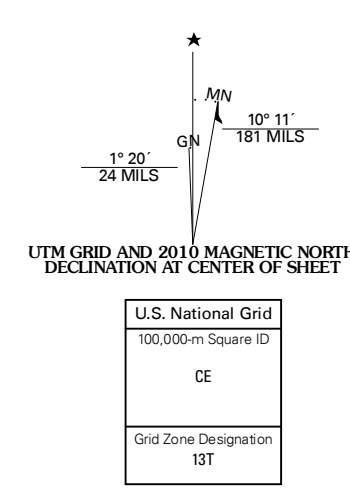 ★
MN
10° 11´
181 MILS
GN
1° 20´
24 MILS
UTM GRID AND 2010 MAGNETIC NORTH
DECLINATION AT CENTER OF SHEET
U.S. National Grid
100,000-m Square ID
CE
Grid Zone Designation
13T